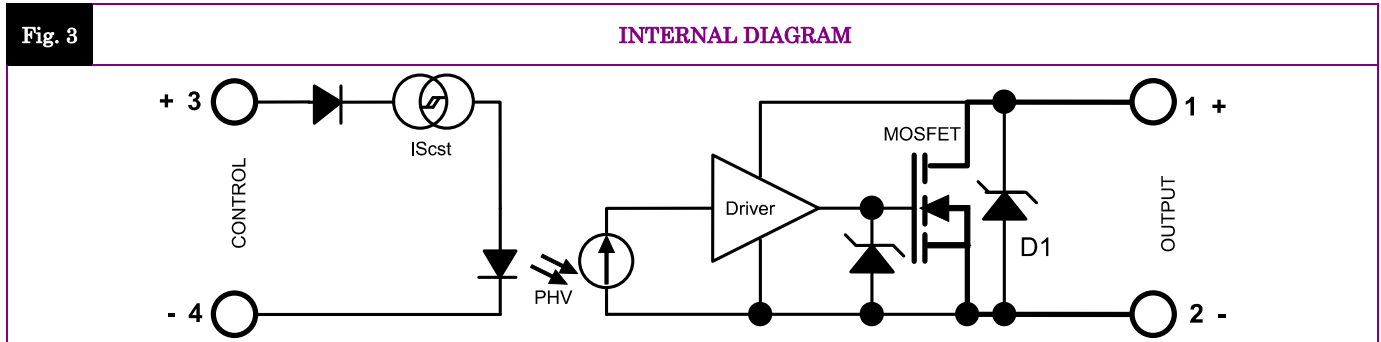 Fig. 3
INTERNAL DIAGRAM
+ 3
IScst
CONTROL
- 4
PHV
Driver
MOSFET
D1
1 +
OUTPUT
2 -